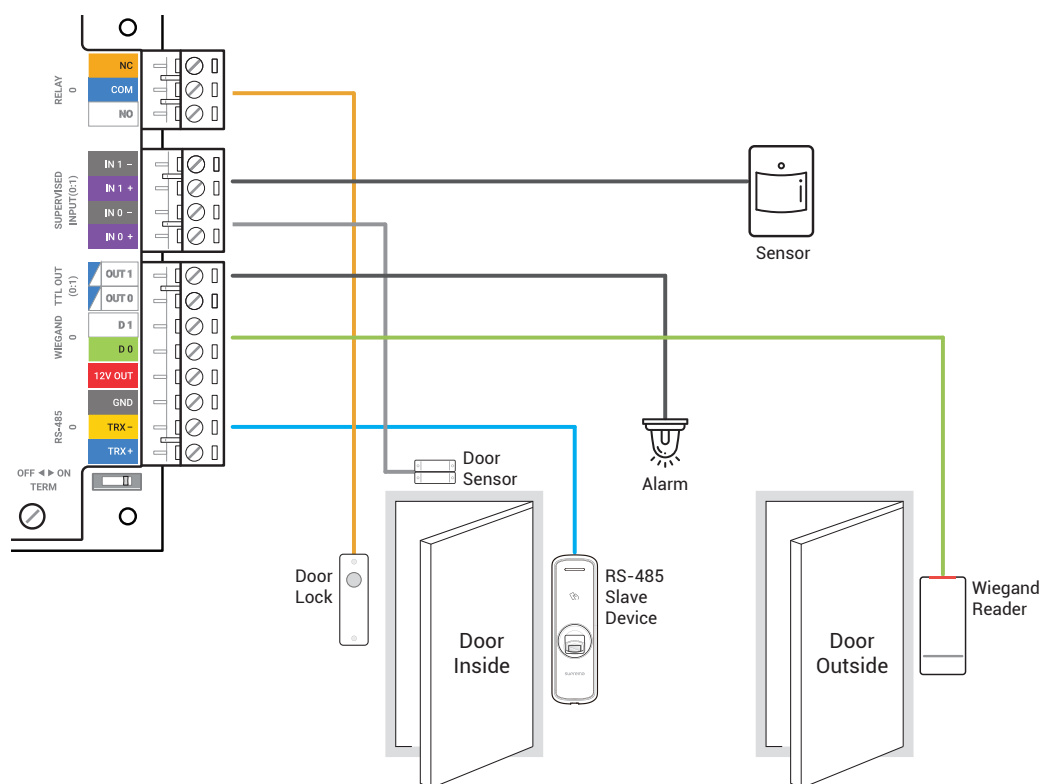 RELAY
0
NC
COM
NO
SUPERVISED
INPUT(0:1)
IN 1 –
IN 1 +
IN 0 –
IN 0 +
TTL OUT
(0:1)
OUT 1
OUT 0
WIEGAND
0
D 1
D 0
12V OUT
GND
RS-485
0
TRX –
TRX +
OFF ◄ ► ON
TERM
Sensor
Door
Sensor
Alarm
Door
Lock
Door
Inside
RS-485
Slave
Device
suprema
Door
Outside
Wiegand
Reader